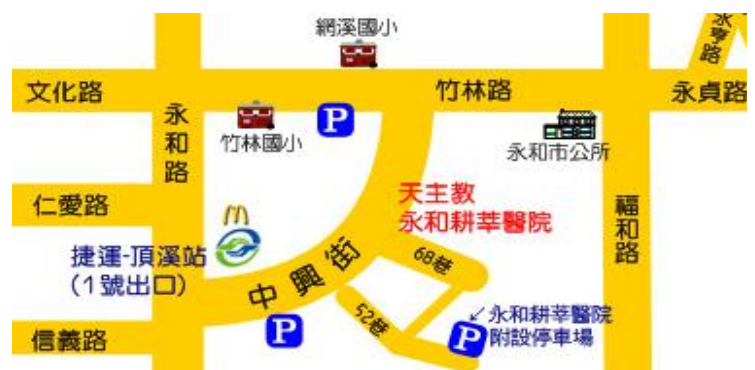 網溪國小
永亨路
文化路
竹林路
永貞路
永和路
P
竹林國小
永和市公所
仁愛路
天主教
永和耕莘醫院
福和路
捷運-頂溪站
(1號出口)
中興街
68巷
52巷
↙永和耕莘醫院
附設停車場
P
P
信義路